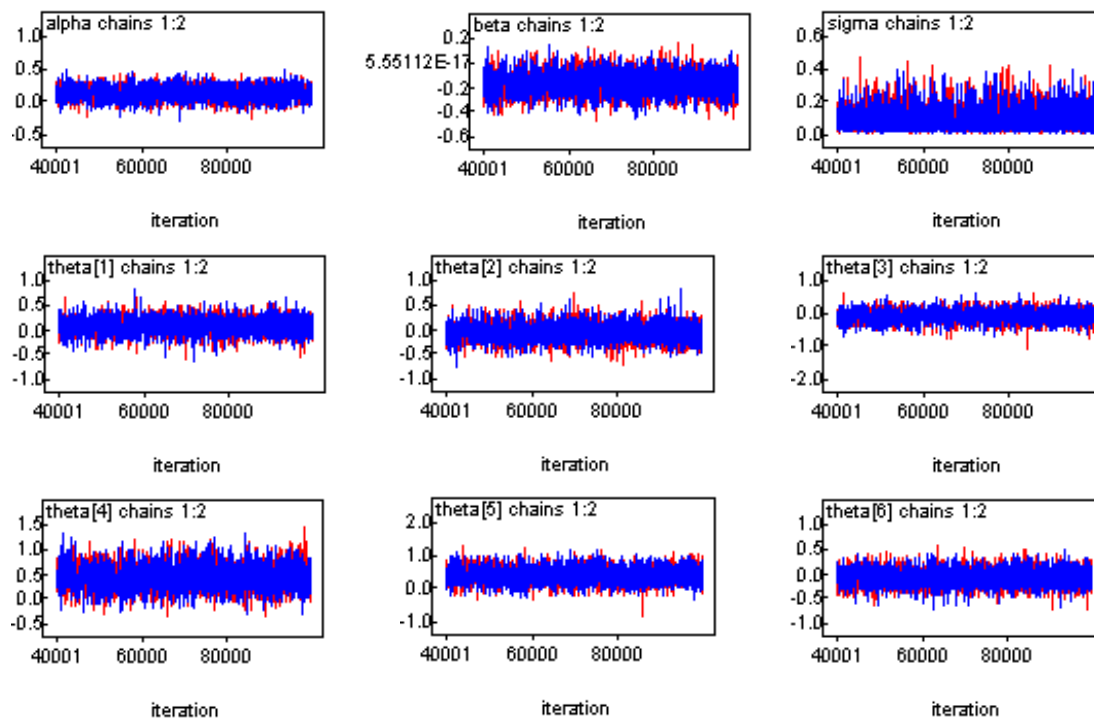 alpha chains 1:2
1.0
0.5
0.0
-0.5
40001 60000 80000
iteration
beta chains 1:2
0.2
5.55112E-17
-0.2
-0.4
-0.6
40001 60000 80000
iteration
sigma chains 1:2
0.6
0.4
0.2
0.0
40001 60000 80000
iteration
theta[1] chains 1:2
1.0
0.5
0.0
-0.5
-1.0
40001 60000 80000
iteration
theta[2] chains 1:2
1.0
0.5
0.0
-0.5
-1.0
40001 60000 80000
iteration
theta[3] chains 1:2
1.0
0.0
-1.0
-2.0
40001 60000 80000
iteration
theta[4] chains 1:2
1.5
1.0
0.5
0.0
-0.5
40001 60000 80000
iteration
theta[5] chains 1:2
2.0
1.0
0.0
-1.0
40001 60000 80000
iteration
theta[6] chains 1:2
1.0
0.5
0.0
-0.5
-1.0
40001 60000 80000
iteration